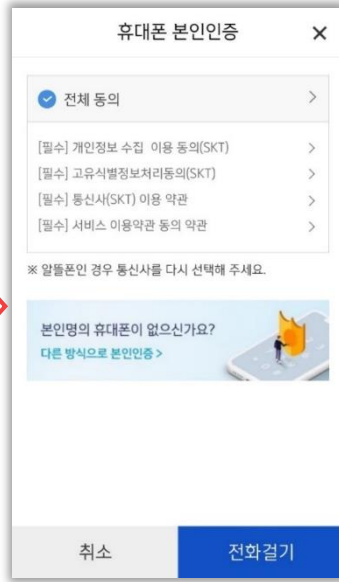 휴대폰 본인인증
전체 동의
[필수] 개인정보 수집 이용 동의(SKT)
[필수] 고유식별정보처리동의(SKT)
[필수] 통신사(SKT) 이용 약관
[필수] 서비스 이용약관 동의 약관
※ 알뜰폰인 경우 통신사를 다시 선택해 주세요.
본인명의 휴대폰이 없으신가요?
다른 방식으로 본인인증 >
취소 전화걸기